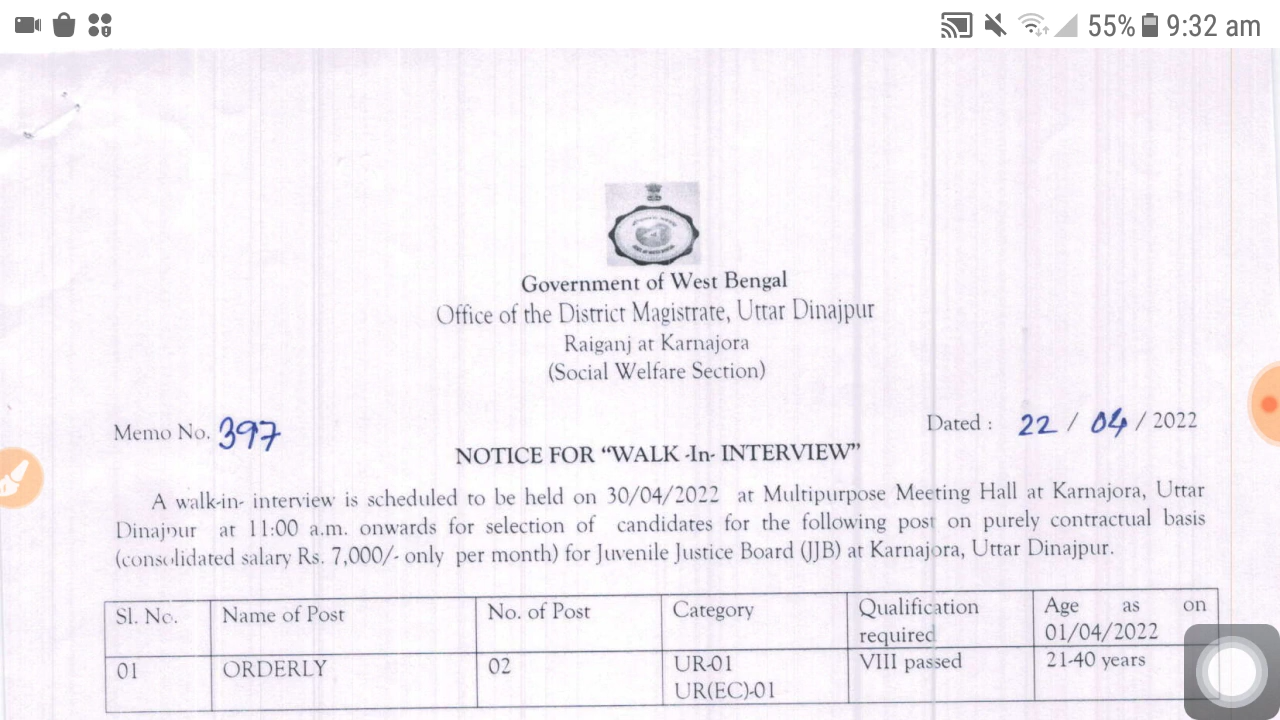 55% 9:32 am
Government of West Bengal
Office of the District Magistrate, Uttar Dinajpur
Raiganj at Karnajora
(Social Welfare Section)
Memo No. 397
Dated : 22 / 04 / 2022
NOTICE FOR “WALK -In- INTERVIEW”
A walk-in- interview is scheduled to be held on 30/04/2022 at Multipurpose Meeting Hall at Karnajora, Uttar
Dinajpur at 11:00 a.m. onwards for selection of candidates for the following post on purely contractual basis
(consolidated salary Rs. 7,000/- only per month) for Juvenile Justice Board (JJB) at Karnajora, Uttar Dinajpur.
Sl. No. Name of Post No. of Post Category Qualification required Age as on 01/04/2022
01 ORDERLY 02 UR-01 VIII passed 21-40 years
UR(EC)-01